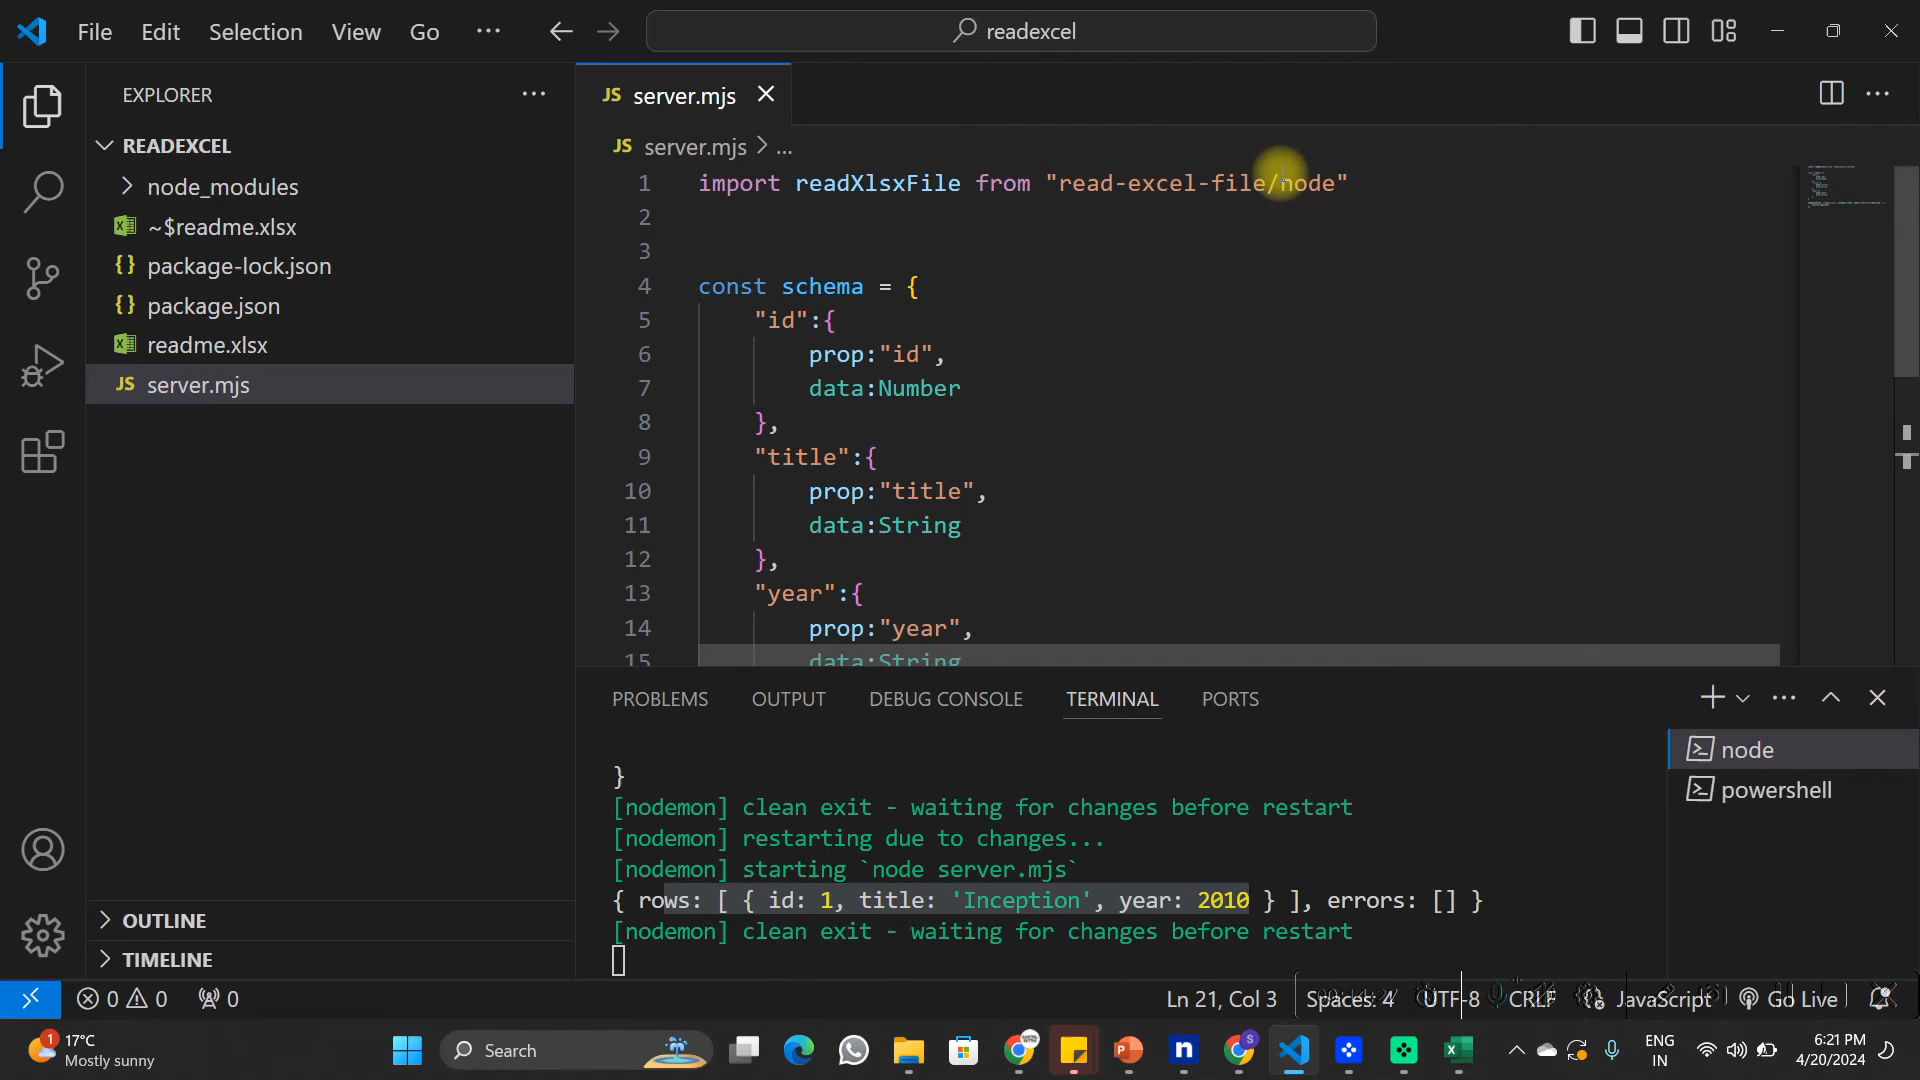 File Edit Selection View Go ... readexcel
EXPLORER ...
JS server.mjs
READEXCEL
JS server.mjs > ...
node_modules
~$readme.xlsx
{} package-lock.json
{} package.json
readme.xlsx
JS server.mjs
1 import readXlsxFile from "read-excel-file/node"
2
3
4 const schema = {
5 "id":{
6 prop:"id",
7 data:Number
8 },
9 "title":{
10 prop:"title",
11 data:String
12 },
13 "year":{
14 prop:"year",
15 data:String
PROBLEMS OUTPUT DEBUG CONSOLE TERMINAL PORTS
node
powershell
}
[nodemon] clean exit - waiting for changes before restart
[nodemon] restarting due to changes...
[nodemon] starting `node server.mjs`
{ rows: [ { id: 1, title: 'Inception', year: 2010 } ], errors: [] }
[nodemon] clean exit - waiting for changes before restart
OUTLINE
TIMELINE
0 0 0 Ln 21, Col 3 Spaces: 4 UTF-8 CRLF JavaScript Go Live
1 17°C
Mostly sunny
Search
ENG
IN
6:21 PM
4/20/2024